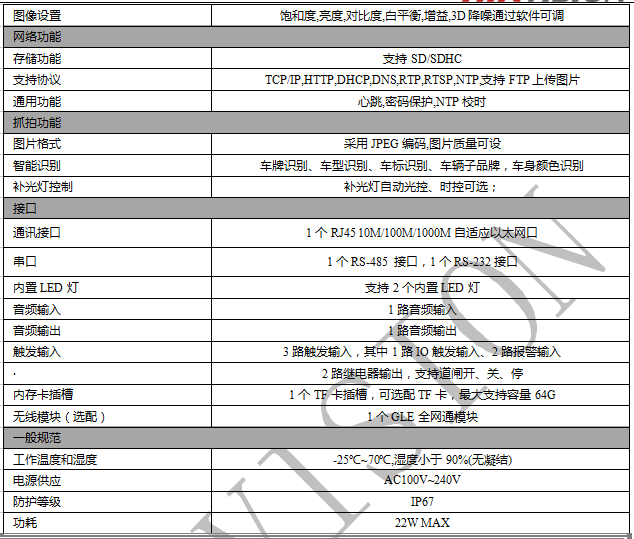 图像设置 饱和度,亮度,对比度,白平衡,增益,3D 降噪通过软件可调
网络功能
存储功能 支持 SD/SDHC
支持协议 TCP/IP,HTTP,DHCP,DNS,RTP,RTSP,NTP,支持 FTP 上传图片
通用功能 心跳,密码保护,NTP 校时
抓拍功能
图片格式 采用 JPEG 编码,图片质量可设
智能识别 车牌识别、车型识别、车标识别、车辆子品牌，车身颜色识别
补光灯控制 补光灯自动光控、时控可选；
接口
通讯接口 1 个 RJ45 10M/100M/1000M 自适应以太网口
串口 1 个 RS-485 接口，1 个 RS-232 接口
内置 LED 灯 支持 2 个内置 LED 灯
音频输入 1 路音频输入
音频输出 1 路音频输出
触发输入 3 路触发输入，其中 1 路 IO 触发输入、2 路报警输入
· 2 路继电器输出，支持道闸开、关、停
内存卡插槽 1 个 TF 卡插槽，可选配 TF 卡，最大支持容量 64G
无线模块（选配） 1 个 GLE 全网通模块
一般规范
工作温度和湿度 -25℃~70℃,湿度小于 90%(无凝结)
电源供应 AC100V~240V
防护等级 IP67
功耗 22W MAX
VISION